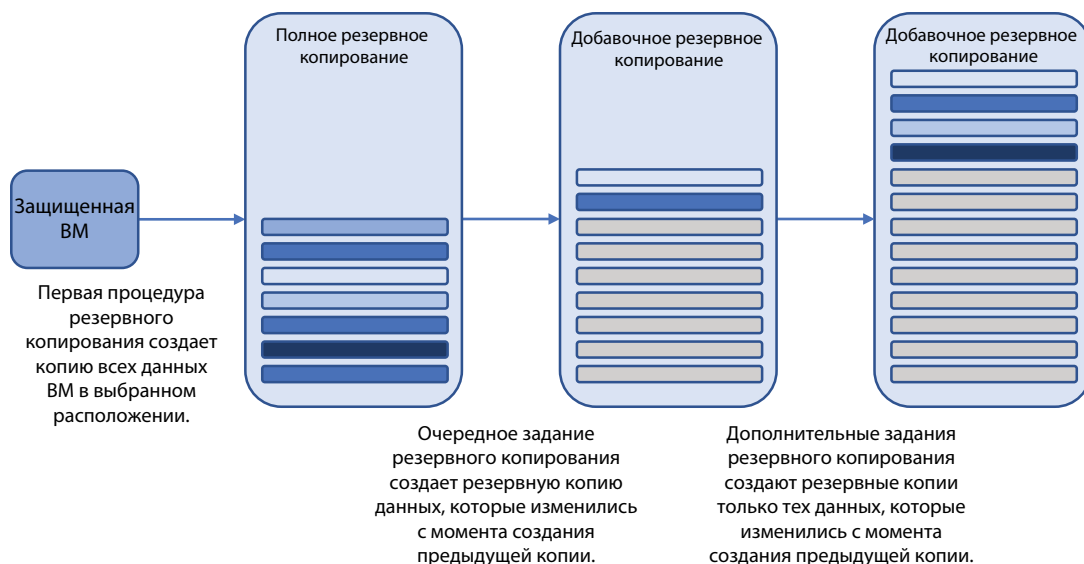 Полное резервное
копирование
Добавочное резервное
копирование
Добавочное резервное
копирование
Защищенная
ВМ
Первая процедура
резервного
копирования создает
копию всех данных
ВМ в выбранном
расположении.
Очередное задание
резервного копирования
создает резервную копию
данных, которые изменились
с момента создания
предыдущей копии.
Дополнительные задания
резервного копирования
создают резервные копии
только тех данных, которые
изменились с момента
создания предыдущей копии.